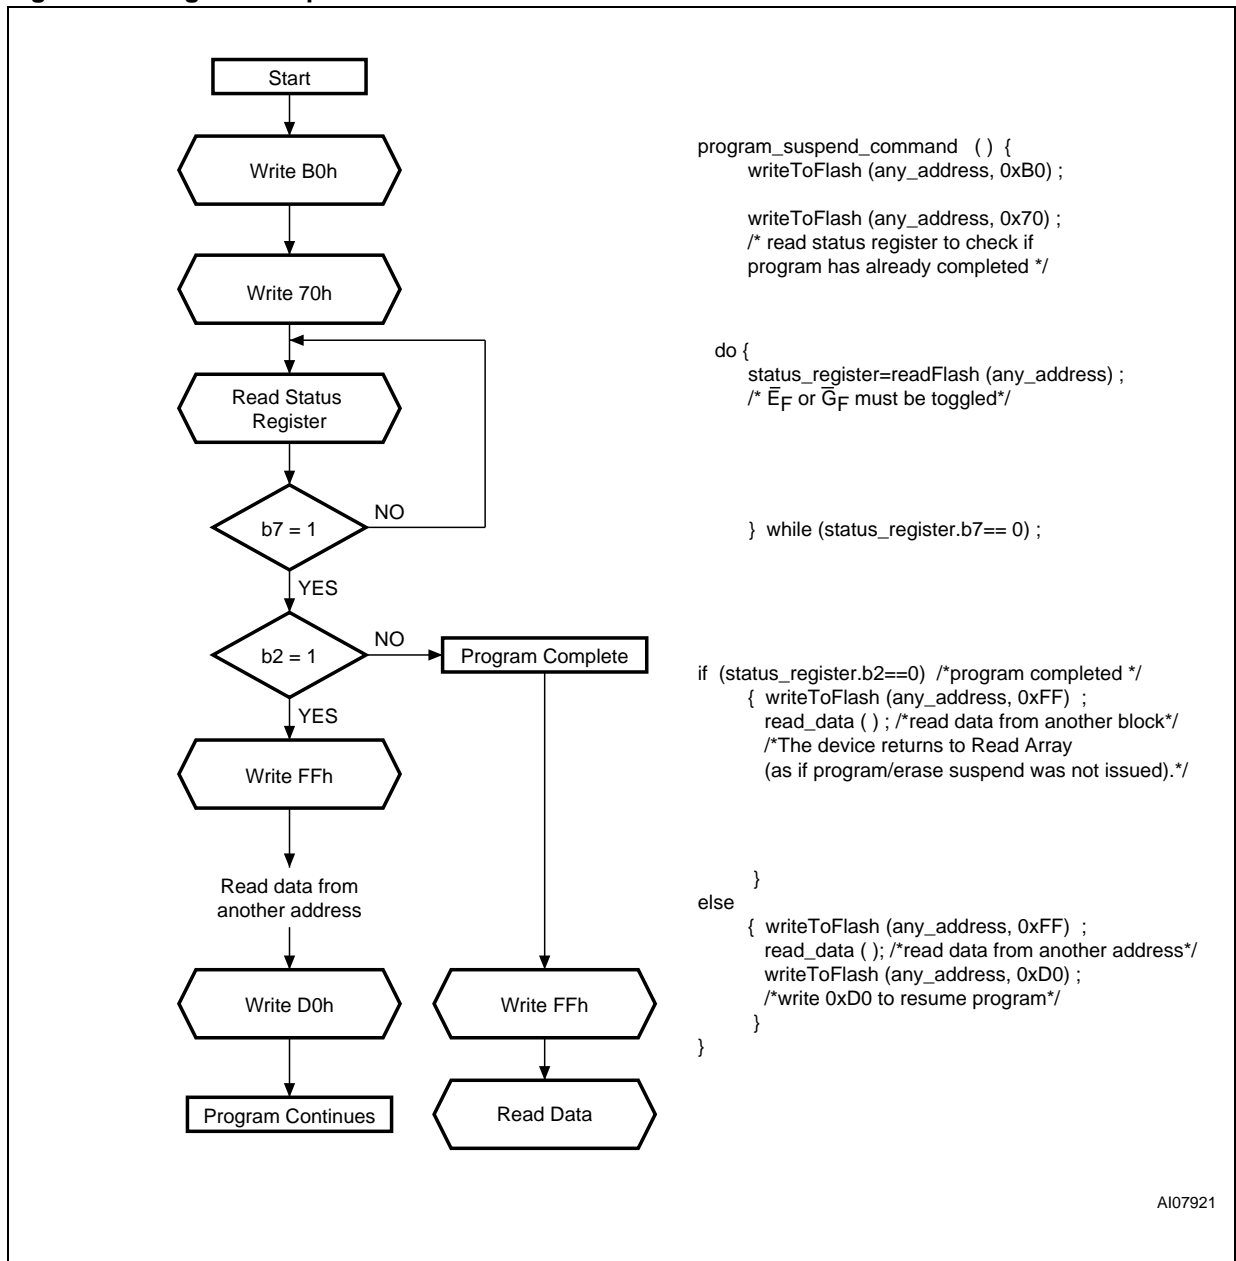 Start
Write B0h
Write 70h
Read Status
Register
b7 = 1
NO
YES
b2 = 1
NO
Program Complete
YES
Write FFh
Read data from
another address
Write D0h
Write FFh
Program Continues
Read Data
program_suspend_command ( ) {
writeToFlash (any_address, 0xB0) ;
writeToFlash (any_address, 0x70) ;
/* read status register to check if
program has already completed */
do {
status_register=readFlash (any_address) ;
/* E̅F or G̅F must be toggled*/
} while (status_register.b7== 0) ;
if (status_register.b2==0) /*program completed */
{ writeToFlash (any_address, 0xFF) ;
read_data ( ) ; /*read data from another block*/
/*The device returns to Read Array
(as if program/erase suspend was not issued).*/
}
else
{ writeToFlash (any_address, 0xFF) ;
read_data ( ); /*read data from another address*/
writeToFlash (any_address, 0xD0) ;
/*write 0xD0 to resume program*/
}
}
AI07921